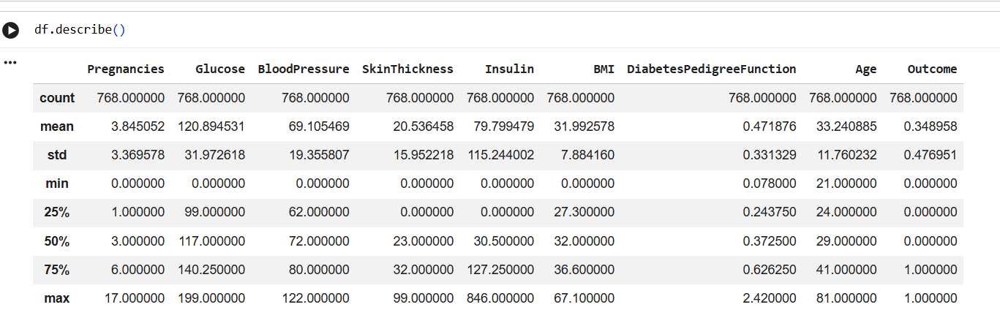 df.describe()
Pregnancies Glucose BloodPressure SkinThickness Insulin BMI DiabetesPedigreeFunction Age Outcome
count 768.000000 768.000000 768.000000 768.000000 768.000000 768.000000 768.000000 768.000000 768.000000
mean 3.845052 120.894531 69.105469 20.536458 79.799479 31.992578 0.471876 33.240885 0.348958
std 3.369578 31.972618 19.355807 15.952218 115.244002 7.884160 0.331329 11.760232 0.476951
min 0.000000 0.000000 0.000000 0.000000 0.000000 0.000000 0.078000 21.000000 0.000000
25% 1.000000 99.000000 62.000000 0.000000 0.000000 27.300000 0.243750 24.000000 0.000000
50% 3.000000 117.000000 72.000000 23.000000 30.500000 32.000000 0.372500 29.000000 0.000000
75% 6.000000 140.250000 80.000000 32.000000 127.250000 36.600000 0.626250 41.000000 1.000000
max 17.000000 199.000000 122.000000 99.000000 846.000000 67.100000 2.420000 81.000000 1.000000